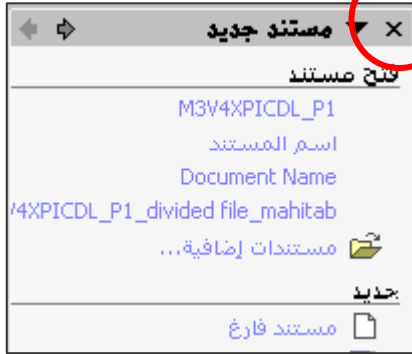 مستند جديد
فتح مستند
M3V4XPICDL_P1
اسم المستند
Document Name
V4XPICDL_P1_divided file_mahitab
مستندات إضافية...
جديد
مستند فارغ